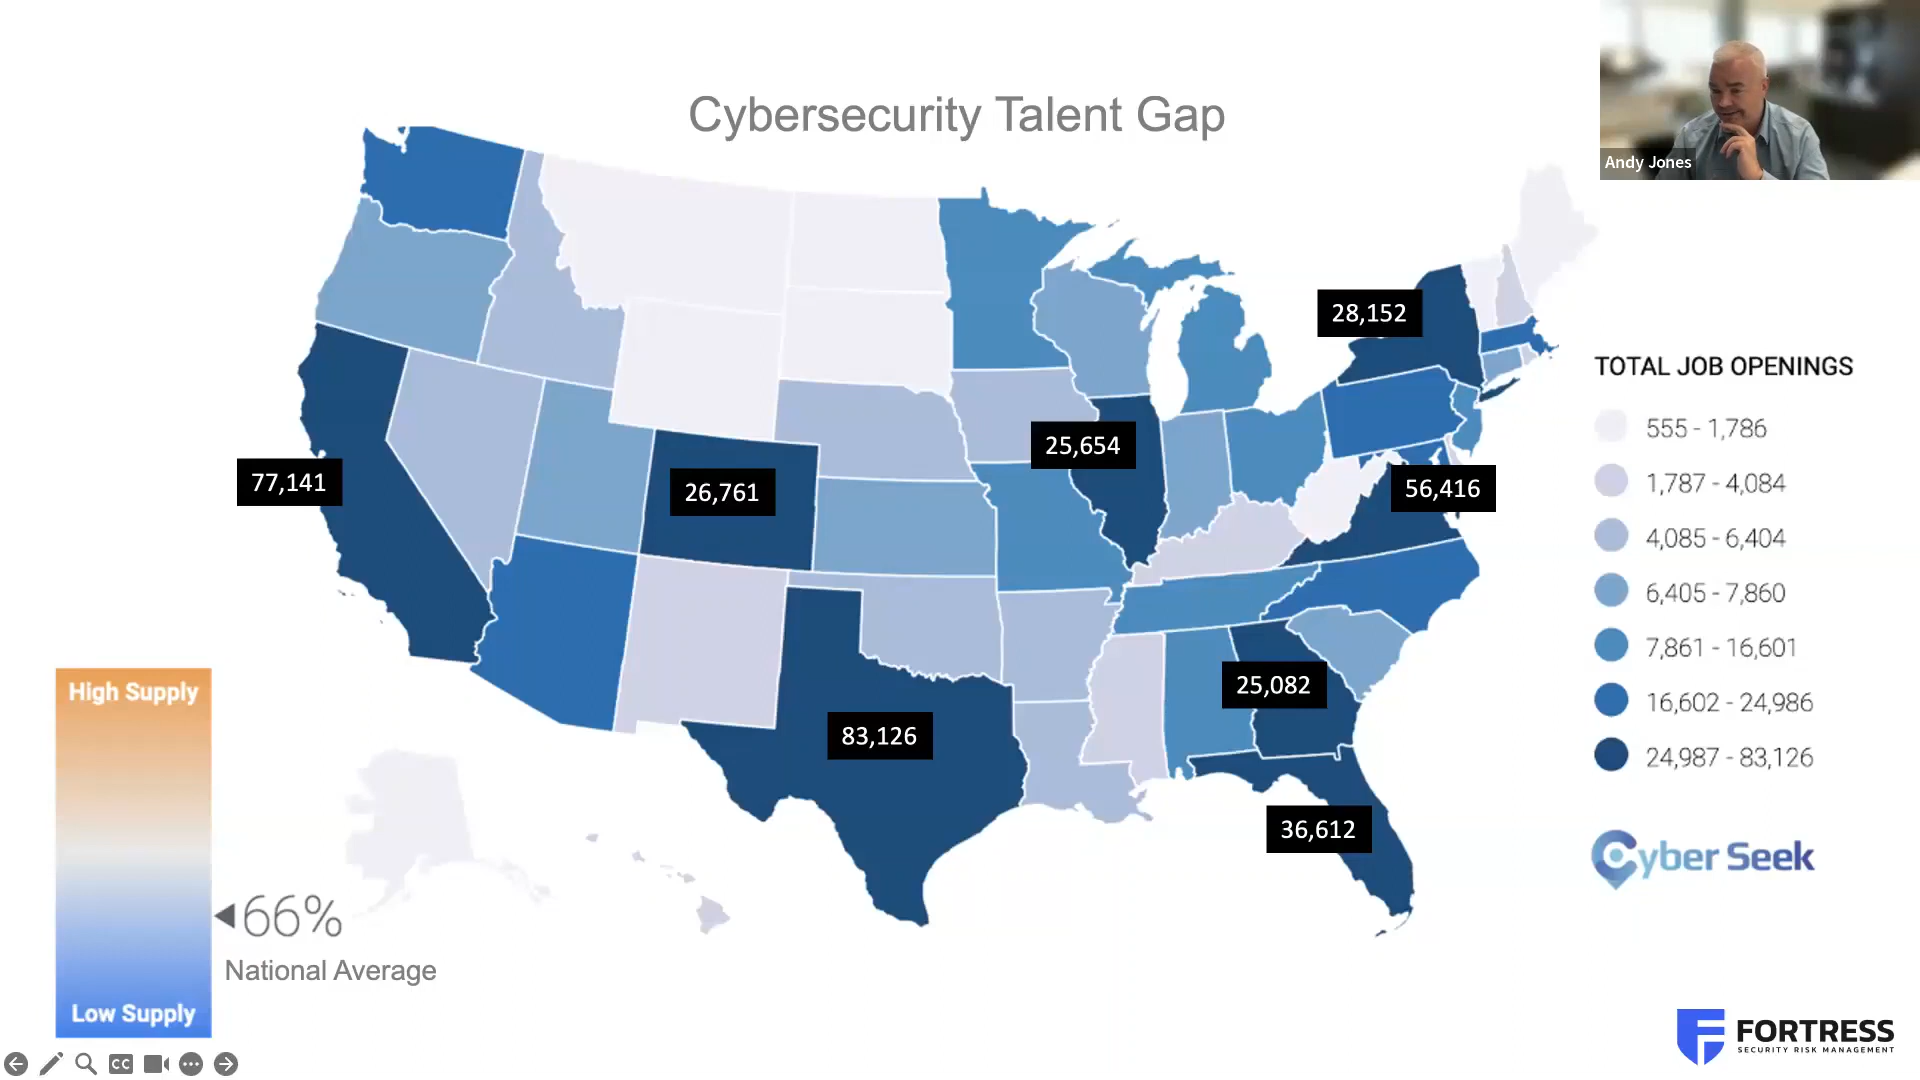 Cybersecurity Talent Gap
Andy Jones
28,152
TOTAL JOB OPENINGS
555 - 1,786
1,787 - 4,084
4,085 - 6,404
6,405 - 7,860
7,861 - 16,601
16,602 - 24,986
24,987 - 83,126
25,654
77,141
26,761
56,416
25,082
83,126
36,612
Cyber Seek
High Supply
66%
National Average
Low Supply
CC
FORTRESS
SECURITY RISK MANAGEMENT